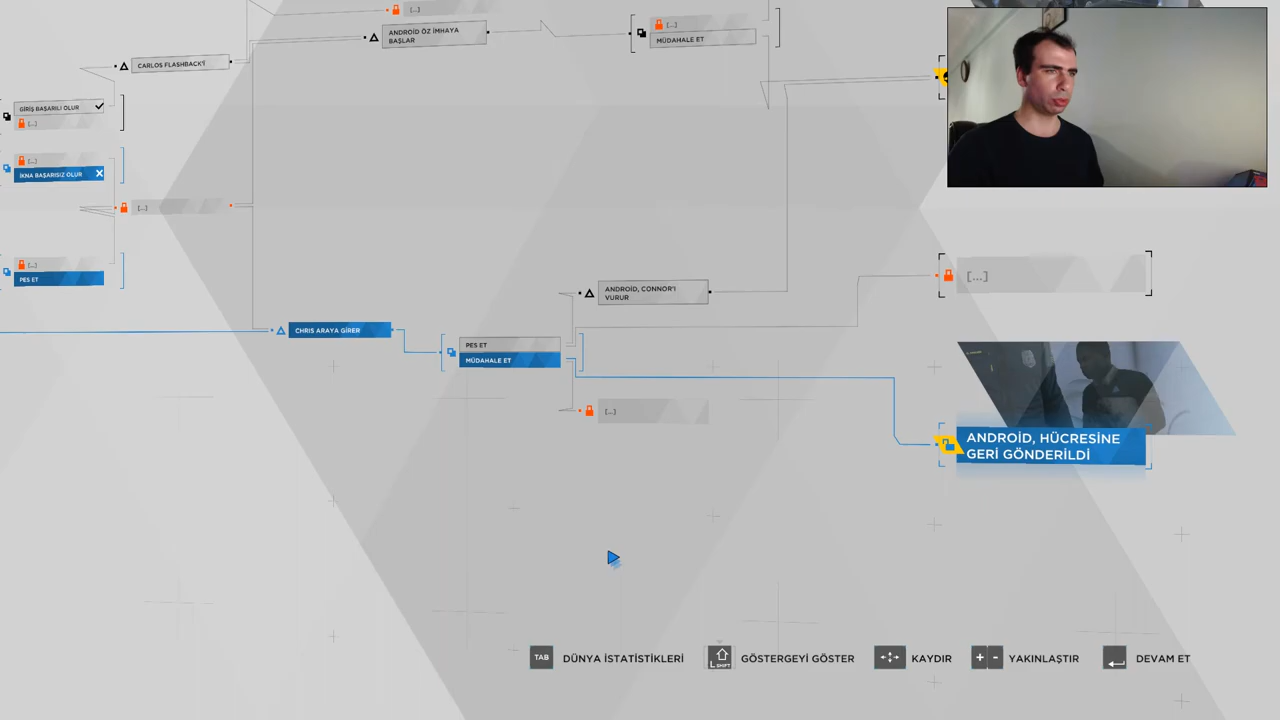 [...]
ANDROİD ÖZ İMHAYA
BAŞLAR
[...]
MÜDAHALE ET
CARLOS FLASHBACK'İ
GİRİŞ BAŞARILI OLUR
[...]
[...]
İKNA BAŞARISIZ OLUR
[...]
[...]
PES ET
ANDROİD, CONNOR'I
VURUR
[...]
CHRIS ARAYA GİRER
PES ET
MÜDAHALE ET
[...]
ANDROİD, HÜCRESİNE
GERİ GÖNDERİLDİ
TAB DÜNYA İSTATİSTİKLERİ
L SHIFT GÖSTERGEYİ GÖSTER
KAYDIR
+ - YAKINLAŞTIR
DEVAM ET